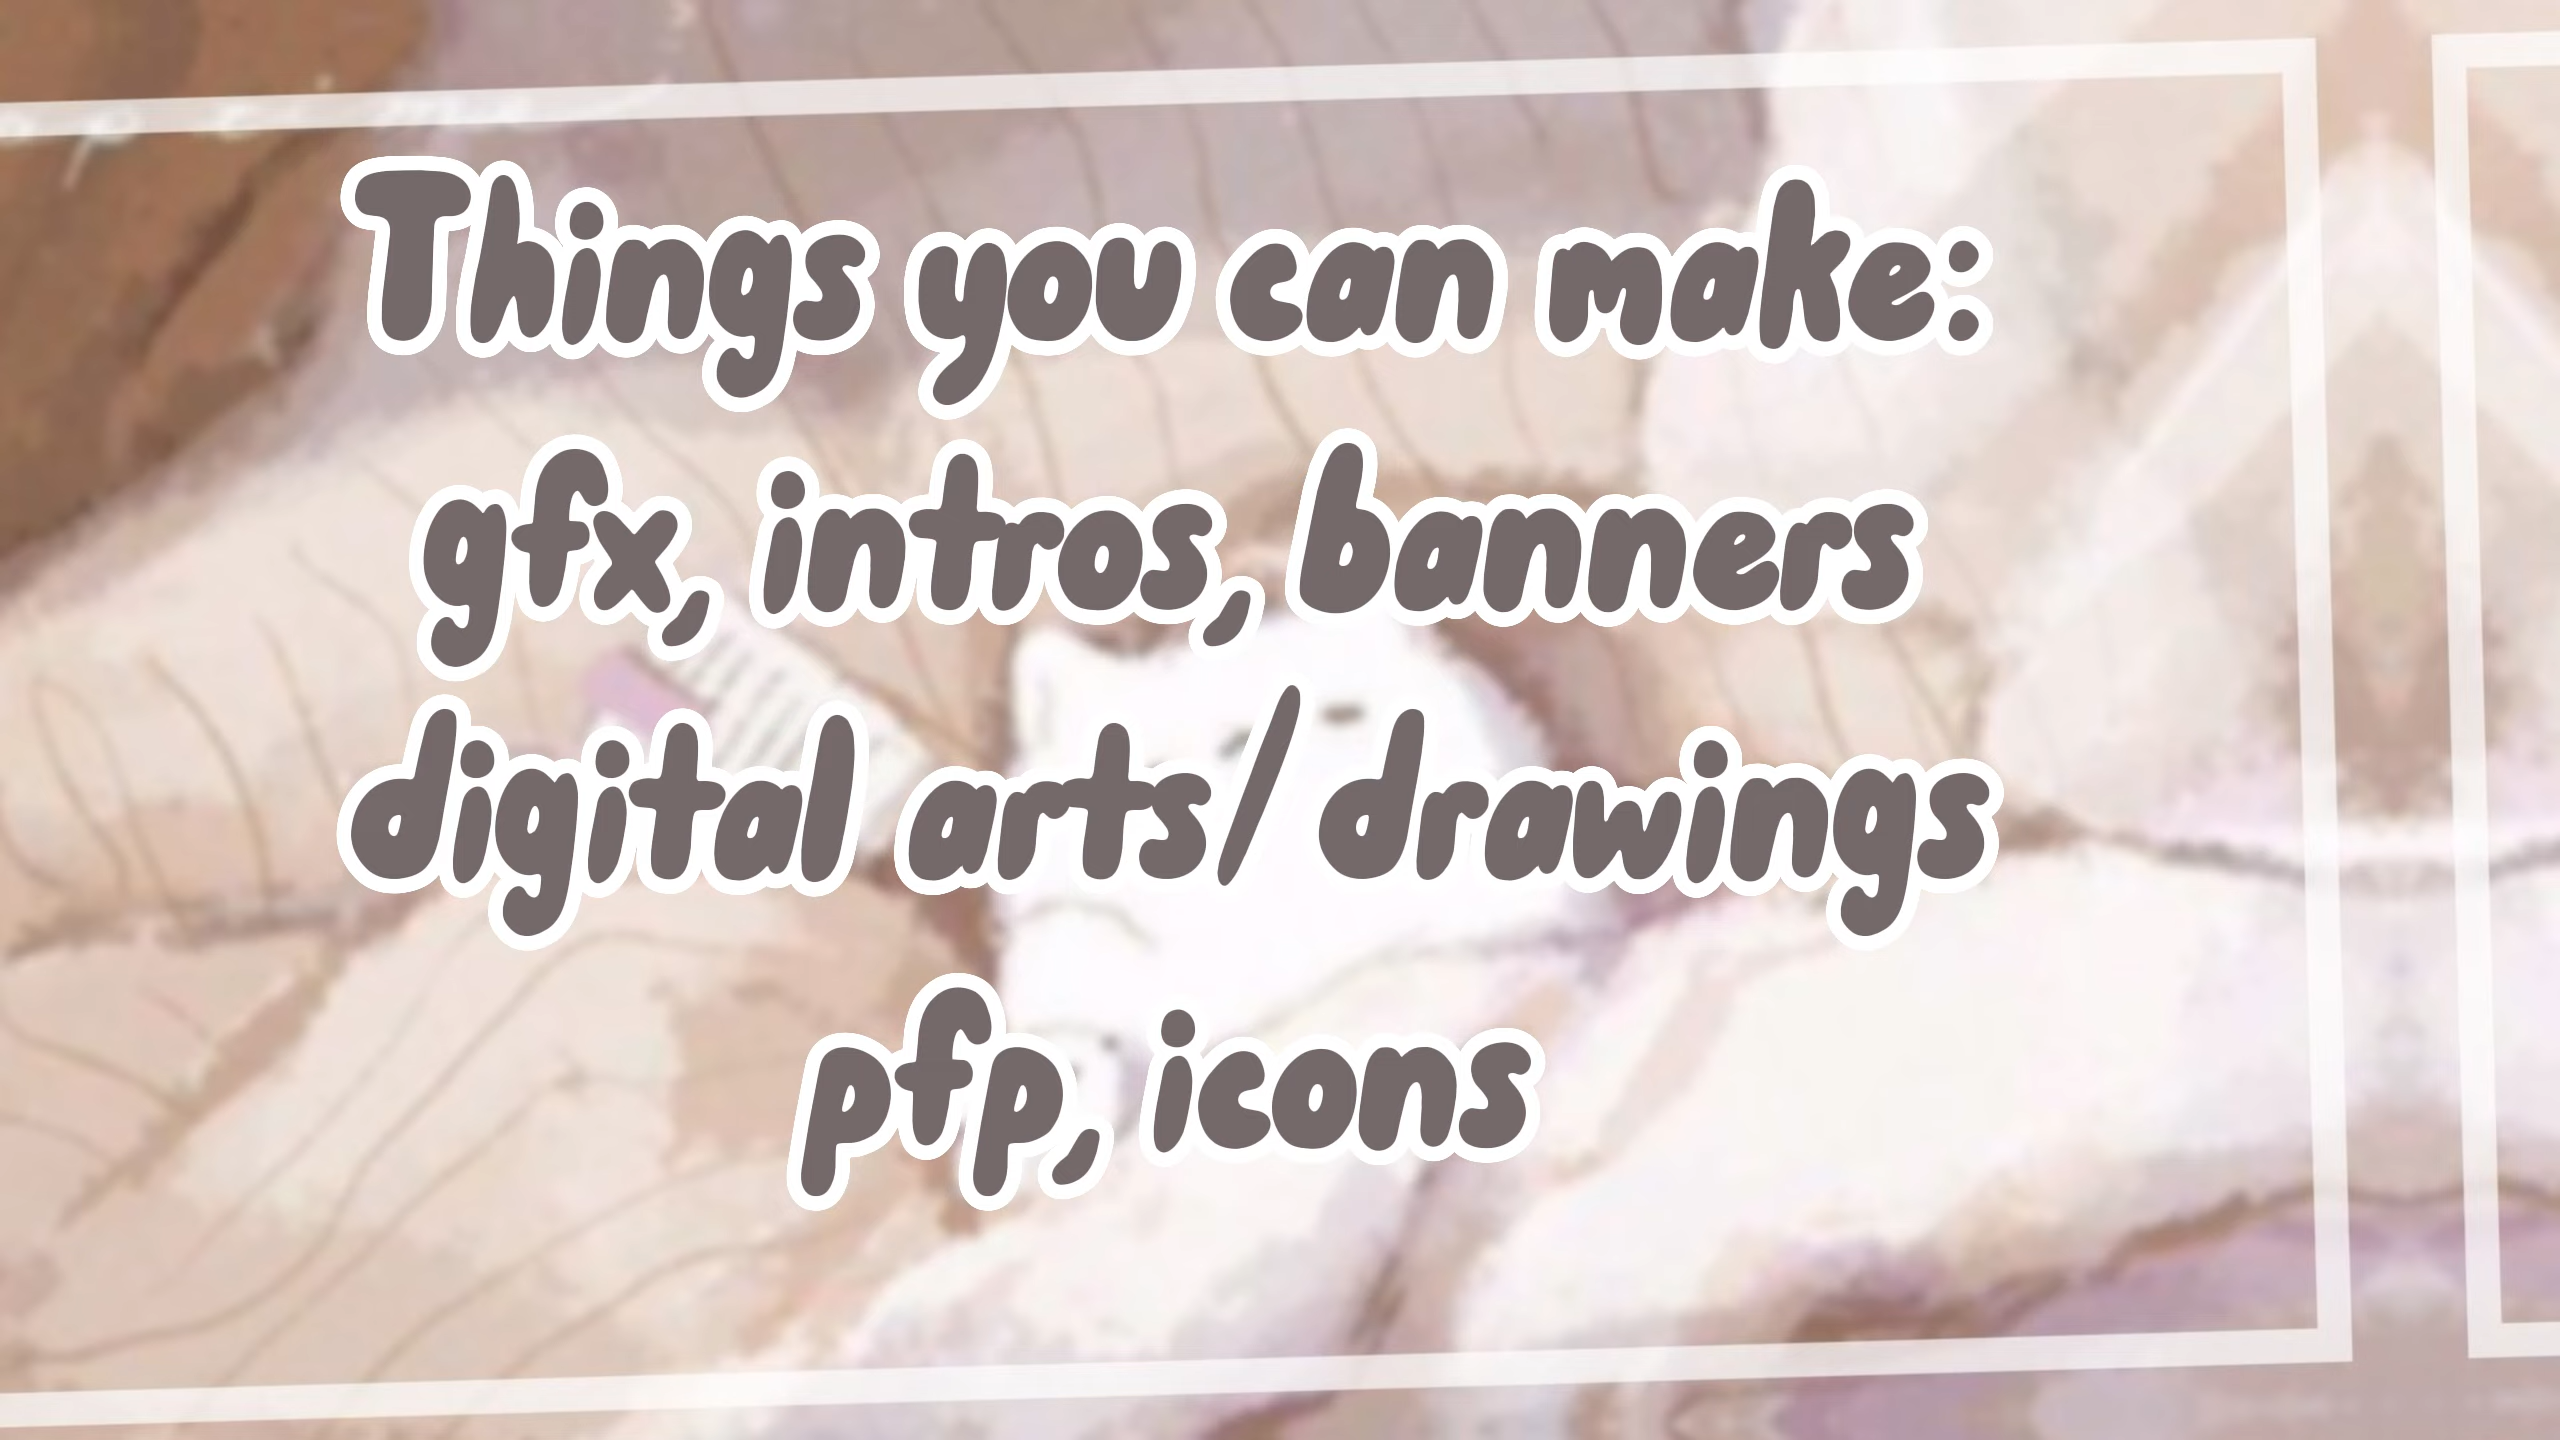 Things you can make:
gfx, intros, banners
digital arts/ drawings
pfp, icons